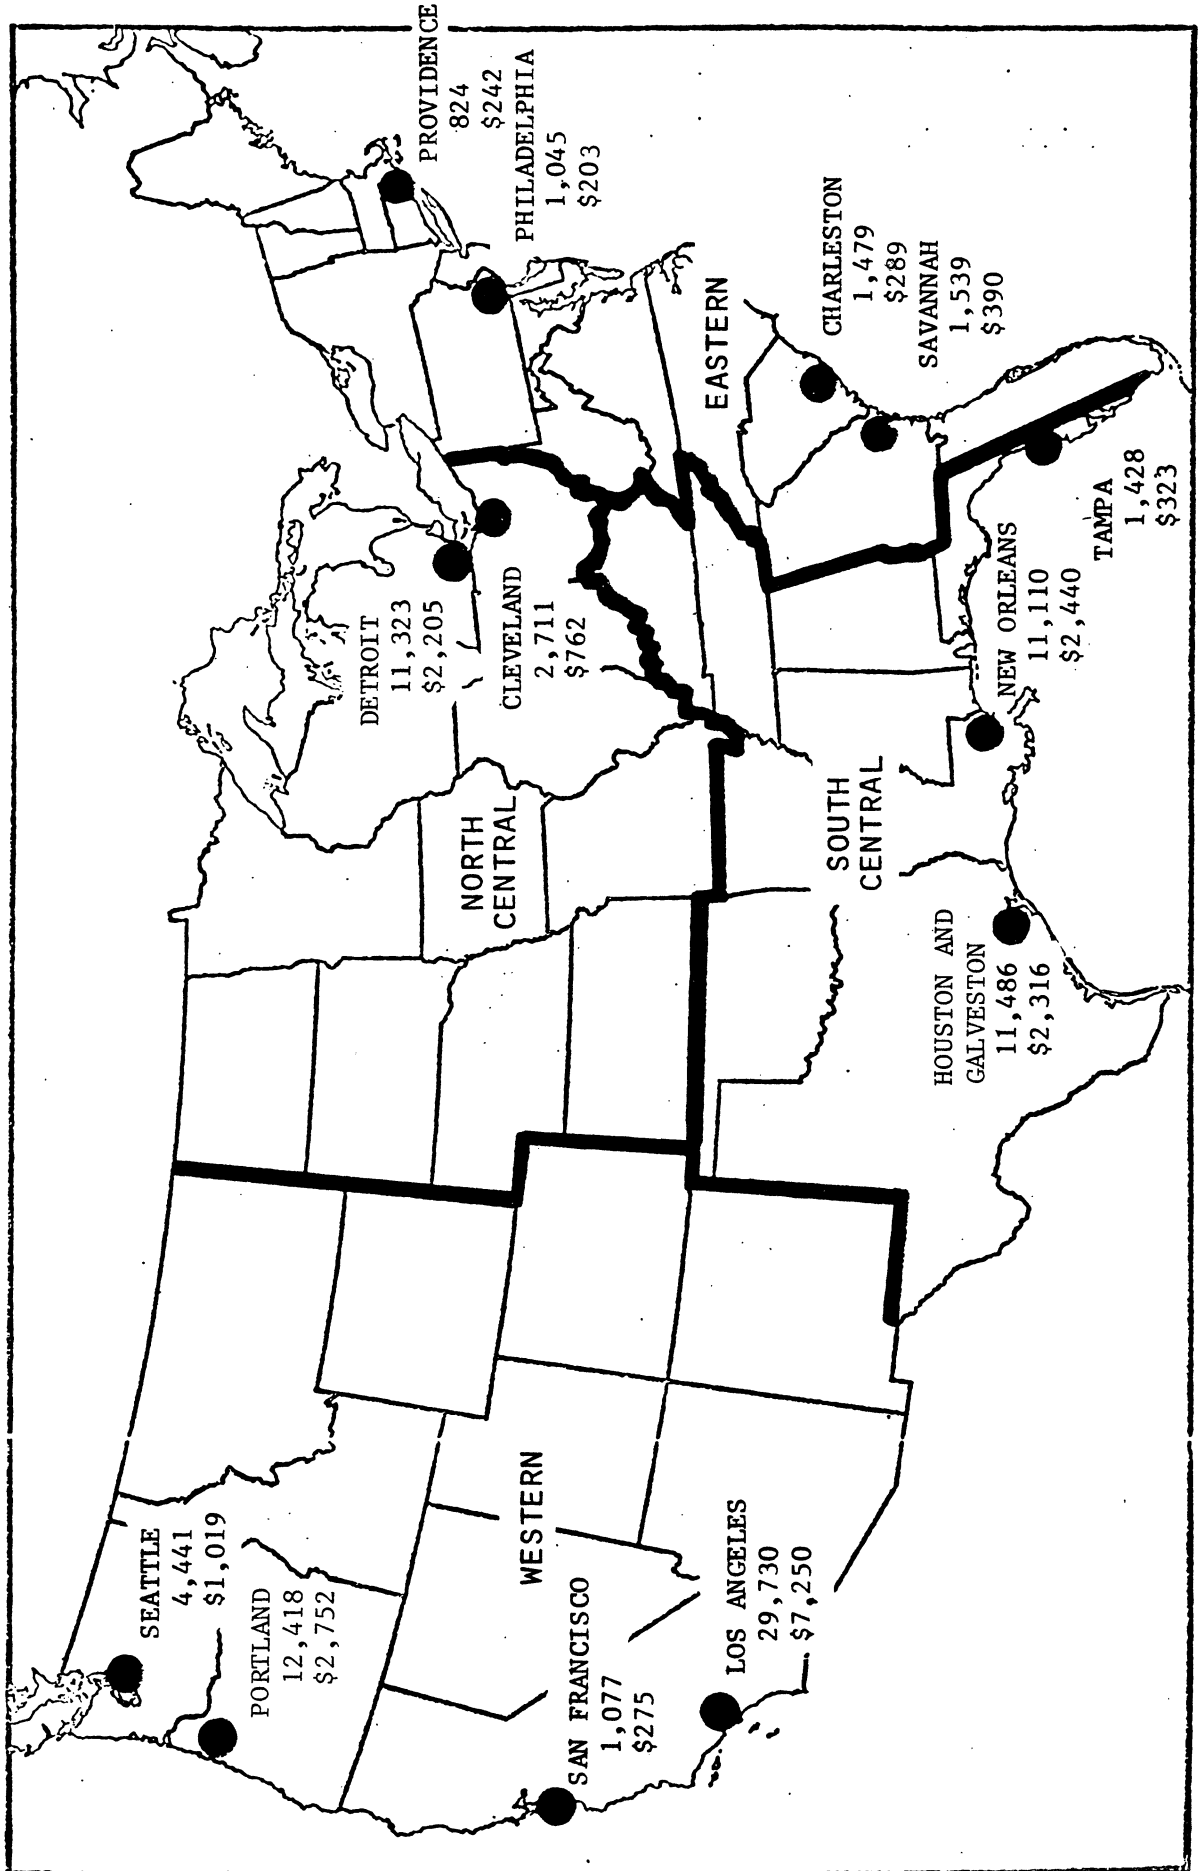 SEATTLE
4,441
$1,019
PORTLAND
12,418
$2,752
SAN FRANCISCO
1,077
$275
LOS ANGELES
29,730
$7,250
WESTERN
NORTH
CENTRAL
DETROIT
11,323
$2,205
CLEVELAND
2,711
$762
SOUTH
CENTRAL
HOUSTON AND
GALVESTON
11,486
$2,316
NEW ORLEANS
11,110
$2,440
TAMPA
1,428
$323
EASTERN
PROVIDENCE
824
$242
PHILADELPHIA
1,045
$203
CHARLESTON
1,479
$289
SAVANNAH
1,539
$390